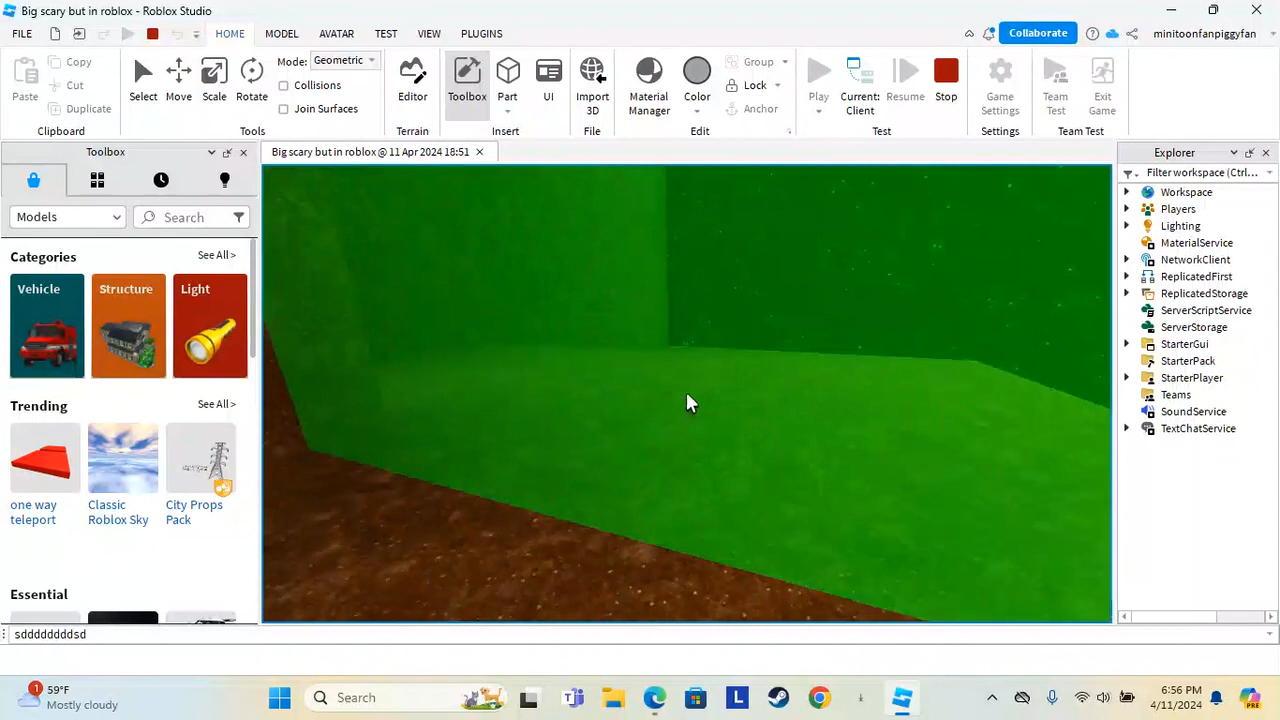 Big scary but in roblox - Roblox Studio
FILE HOME MODEL AVATAR TEST VIEW PLUGINS Collaborate minitoonfanpiggyfan
Paste Copy Cut Duplicate Clipboard
Select Move Scale Rotate Mode: Geometric Collisions Join Surfaces Tools
Editor Terrain
Toolbox Part UI Insert
Import 3D File
Material Manager Color Group Lock Anchor Edit
Play Current: Client Resume Stop Test
Game Settings Settings
Team Test Exit Game Team Test
Toolbox
Big scary but in roblox @ 11 Apr 2024 18:51
Explorer
Models Search
Filter workspace (Ctrl...
Categories See All >
Vehicle Structure Light
Trending See All >
one way teleport
Classic Roblox Sky
City Props Pack
Essential
Workspace
Players
Lighting
MaterialService
NetworkClient
ReplicatedFirst
ReplicatedStorage
ServerScriptService
ServerStorage
StarterGui
StarterPack
StarterPlayer
Teams
SoundService
TextChatService
sddddddddsd
1 59°F
Mostly cloudy
Search
L
6:56 PM
4/11/2024
PRE